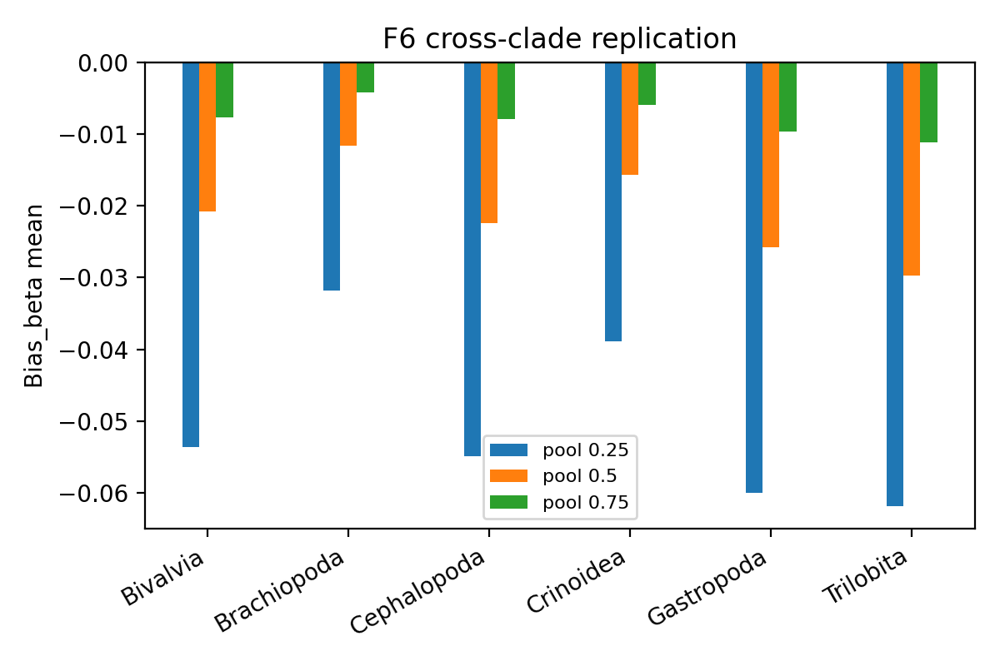 F6 cross-clade replication
Bias_beta mean
0.00
−0.01
−0.02
−0.03
−0.04
−0.05
−0.06
pool 0.25
pool 0.5
pool 0.75
Bivalvia
Brachiopoda
Cephalopoda
Crinoidea
Gastropoda
Trilobita